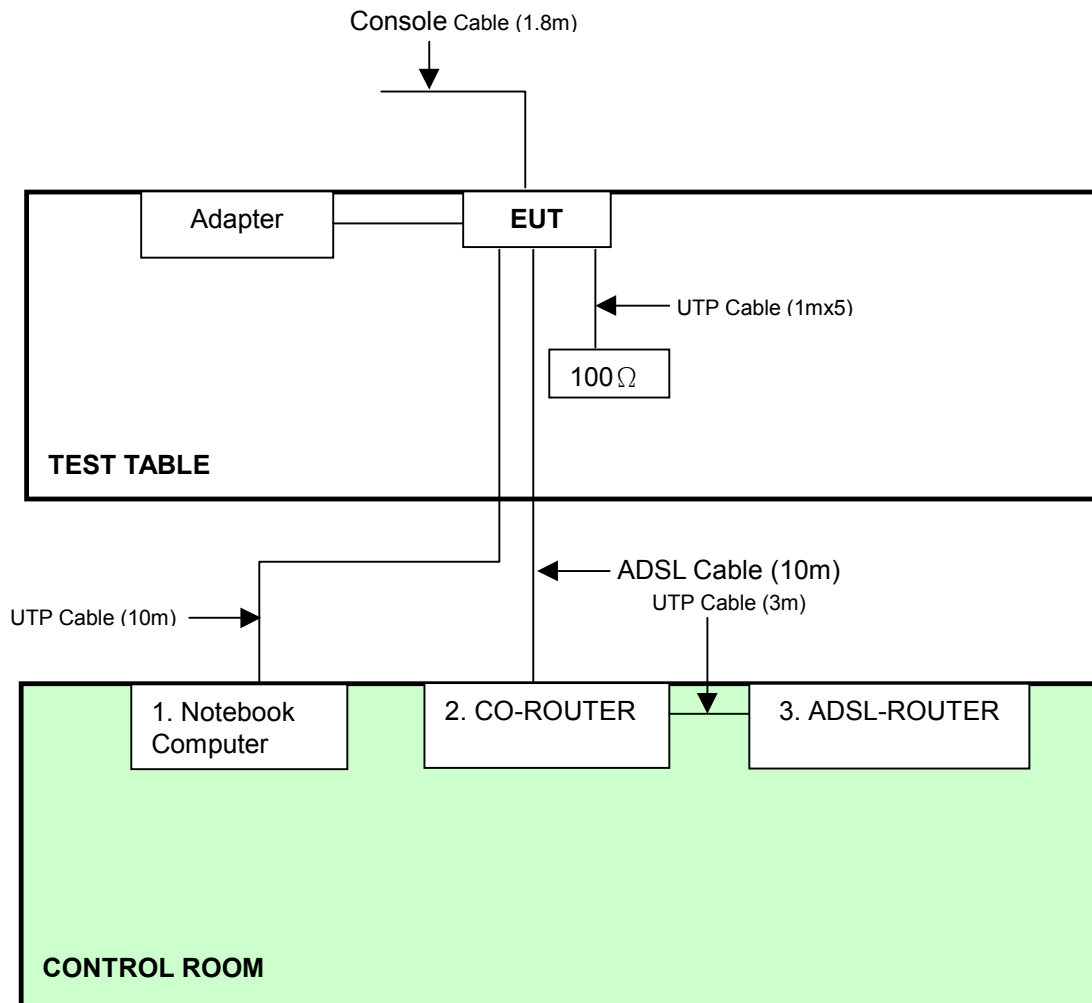 Console Cable (1.8m)
Adapter
EUT
UTP Cable (1mx5)
100Ω
TEST TABLE
ADSL Cable (10m)
UTP Cable (3m)
UTP Cable (10m)
1. Notebook
Computer
2. CO-ROUTER
3. ADSL-ROUTER
CONTROL ROOM